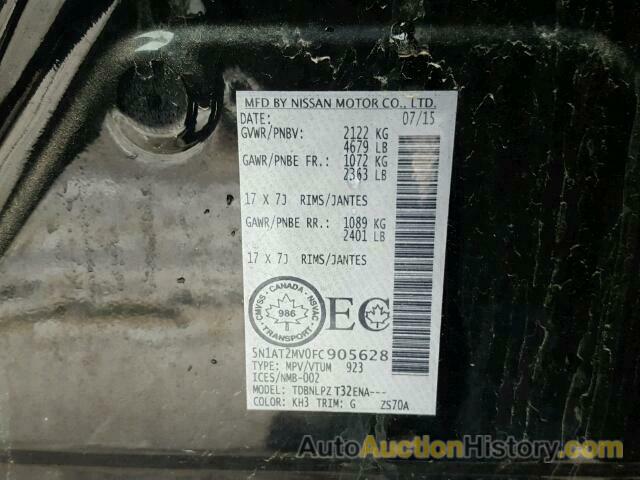 MFD BY NISSAN MOTOR CO., LTD.
DATE: 07/15
GVWR/PNBV: 2122 KG
4679 LB
GAWR/PNBE FR.: 1072 KG
2363 LB
17 X 7J RIMS/JANTES
GAWR/PNBE RR.: 1089 KG
2401 LB
17 X 7J RIMS/JANTES
CMVSS - CANADA - NSVAC
986
TRANSPORT
EC
5N1AT2MV0FC905628
TYPE: MPV/VTUM 923
ICES/NMB-002
MODEL: TDBNLPZ T32ENA---
COLOR: KH3 TRIM: G ZS70A
AutoBidMaster.com